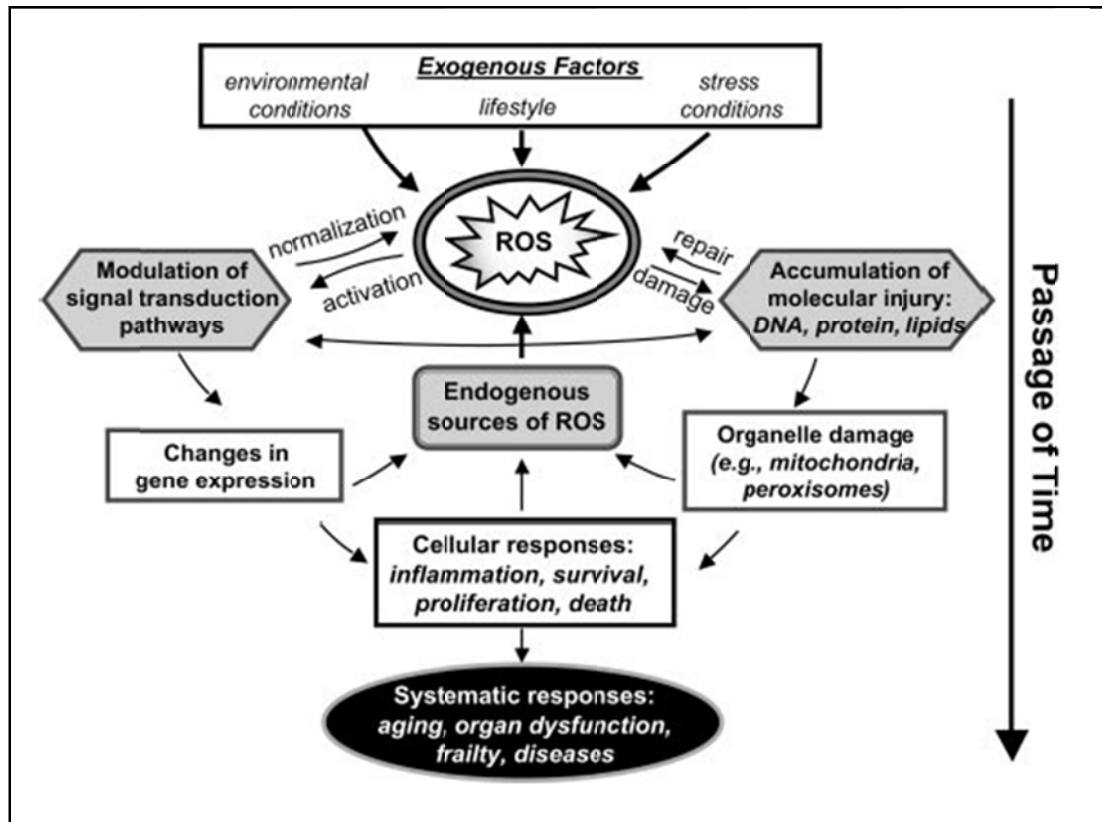 Exogenous Factors
environmental
conditions
lifestyle
stress
conditions
ROS
normalization
activation
repair
damage
Modulation of
signal transduction
pathways
Accumulation of
molecular injury:
DNA, protein, lipids
Endogenous
sources of ROS
Changes in
gene expression
Organelle damage
(e.g., mitochondria,
peroxisomes)
Cellular responses:
inflammation, survival,
proliferation, death
Systematic responses:
aging, organ dysfunction,
frailty, diseases
Passage of Time